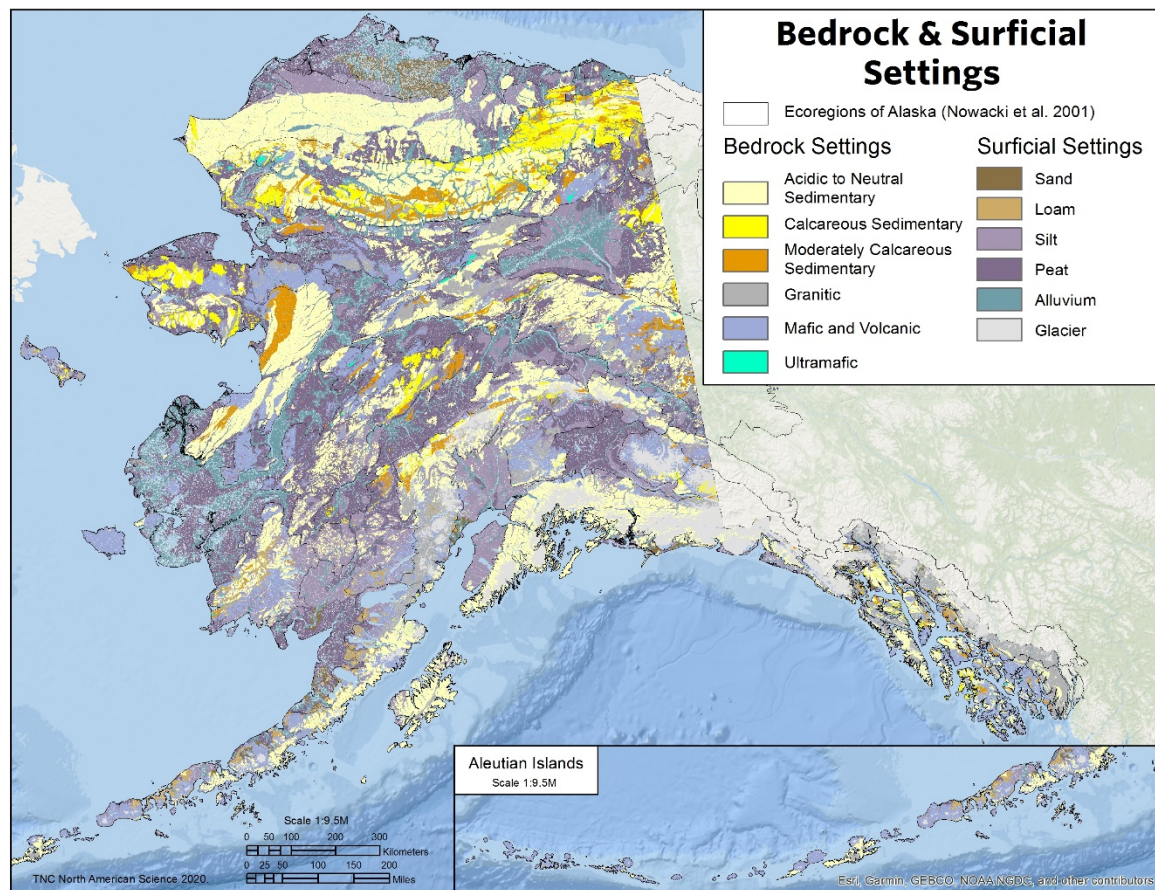 Bedrock & Surficial
Settings
Ecoregions of Alaska (Nowacki et al. 2001)
Bedrock Settings
Acidic to Neutral
Sedimentary
Calcareous Sedimentary
Moderately Calcareous
Sedimentary
Granitic
Mafic and Volcanic
Ultramafic
Surficial Settings
Sand
Loam
Silt
Peat
Alluvium
Glacier
Aleutian Islands
Scale 1:9.5M
Scale 1:9.5M
0 50 100 200 300
Kilometers
0 25 50 100 150 200
Miles
TNC North American Science 2020.
Esri, Garmin, GEBCO, NOAA NGDC, and other contributors